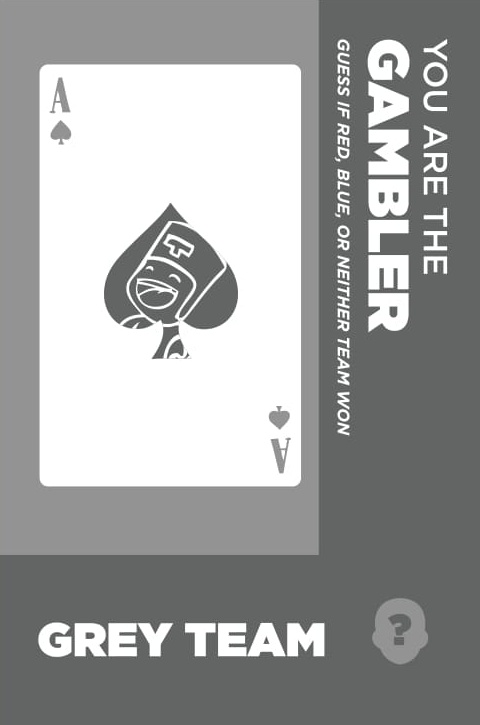 A
YOU ARE THE
GAMBLER
GUESS IF RED, BLUE, OR NEITHER TEAM WON
A
GREY TEAM
?